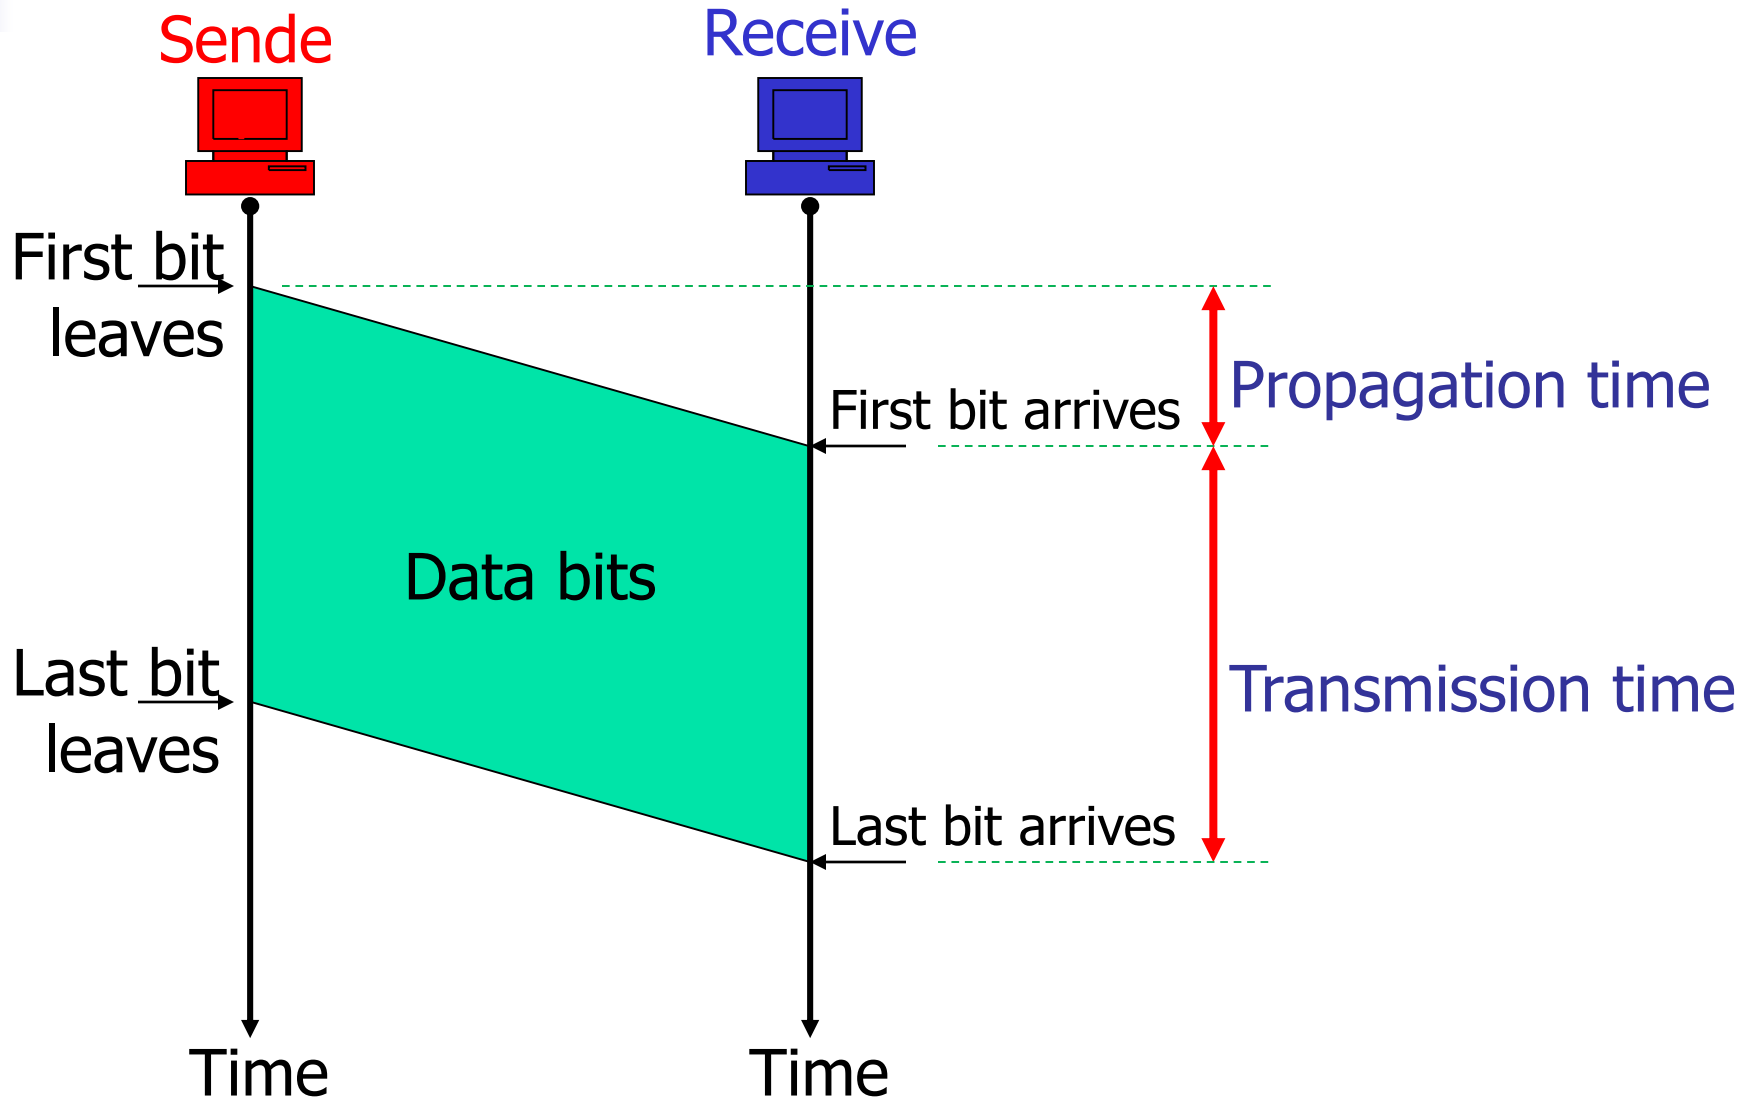 Sende
Receive
First bit
leaves
First bit arrives
Propagation time
Data bits
Last bit
leaves
Transmission time
Last bit arrives
Time
Time